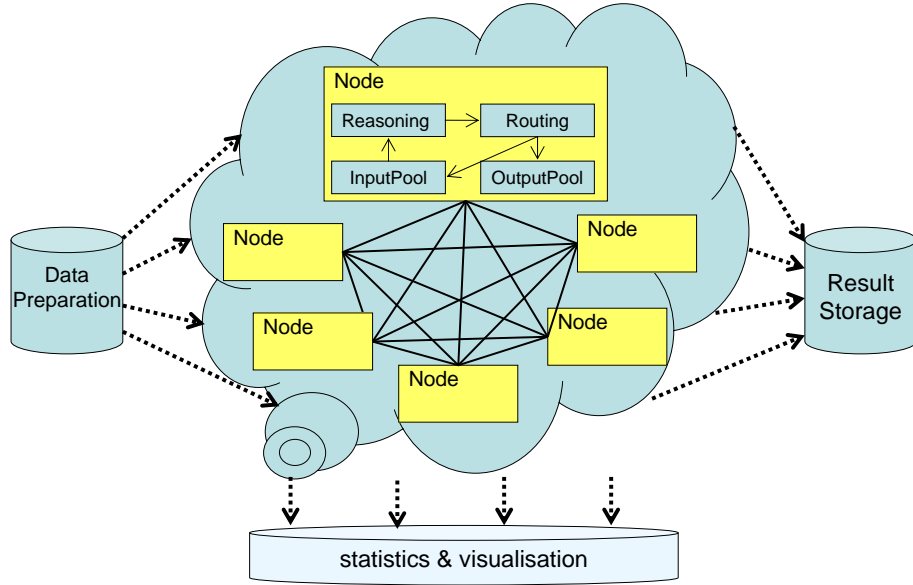 Node
Reasoning
Routing
InputPool
OutputPool
Node
Node
Data
Preparation
Result
Storage
Node
Node
Node
statistics & visualisation